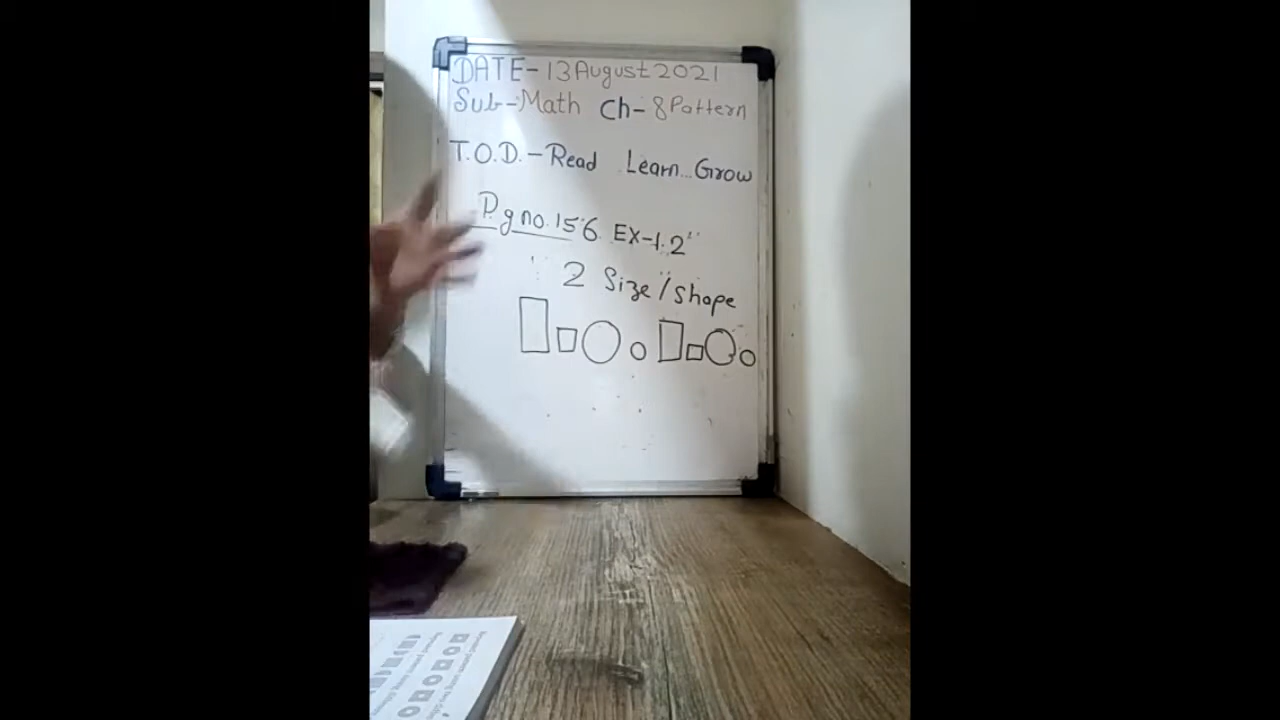 DATE-13 August 2021
Sub-Math Ch-8 Pattern
T.O.D.-Read Learn...Grow
Pg no. 156. EX-1.2"
2 Size/Shape